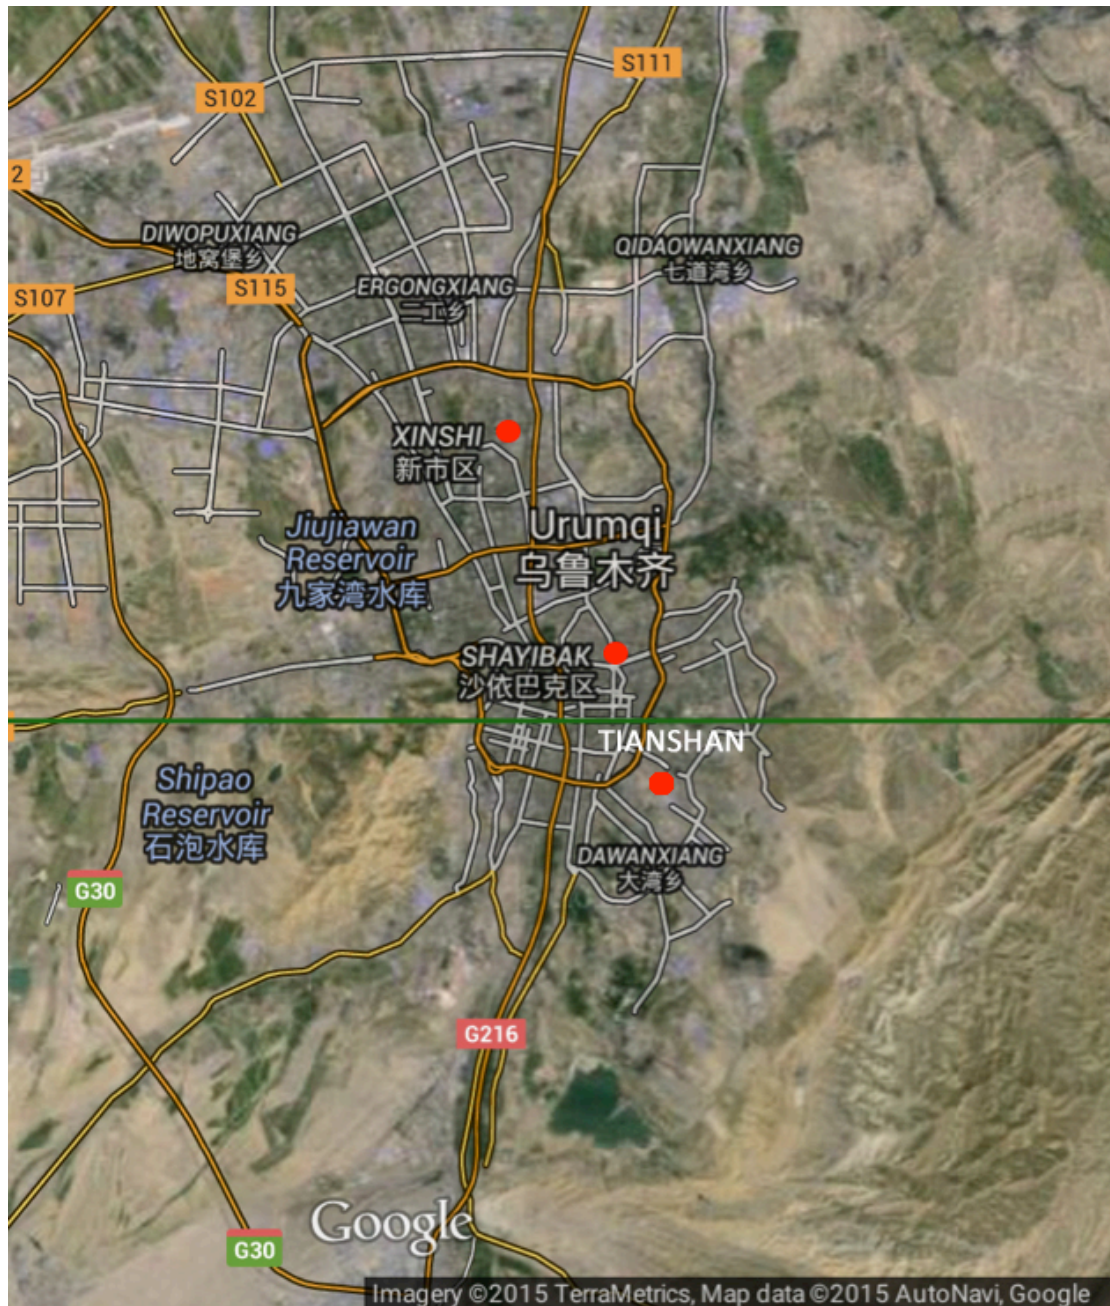 S111
S102
2
DIWOPUXIANG
地窝堡乡
QIDAOWANXIANG
七道湾乡
S107
S115
ERGONGXIANG
二工乡
XINSHI
新市区
Jiujiawan
Reservoir
九家湾水库
Urumqi
乌鲁木齐
SHAYIBAK
沙依巴克区
TIANSHAN
Shipao
Reservoir
石泡水库
DAWANXIANG
大湾乡
G30
G216
Google
G30
Imagery ©2015 TerraMetrics, Map data ©2015 AutoNavi, Google